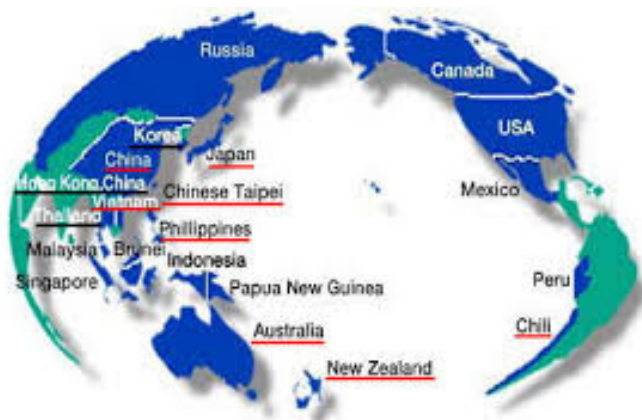 Russia
Canada
Korea
USA
China
Japan
Hong Kong,China
Mexico
Vietnam
Chinese Taipei
Thailand
Phillippines
Malaysia
Brunei
Indonesia
Singapore
Papua New Guinea
Peru
Australia
Chili
New Zealand